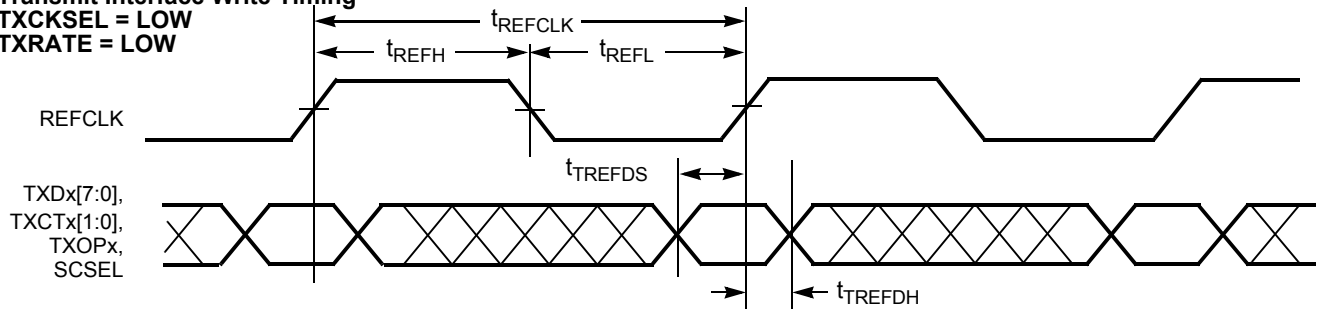 Transmit Interface Write Timing
TXCKSEL = LOW
TXRATE = LOW
tREFCLK
tREFH
tREFL
REFCLK
tTREFDS
TXDx[7:0],
TXCTx[1:0],
TXOPx,
SCSEL
tTREFDH